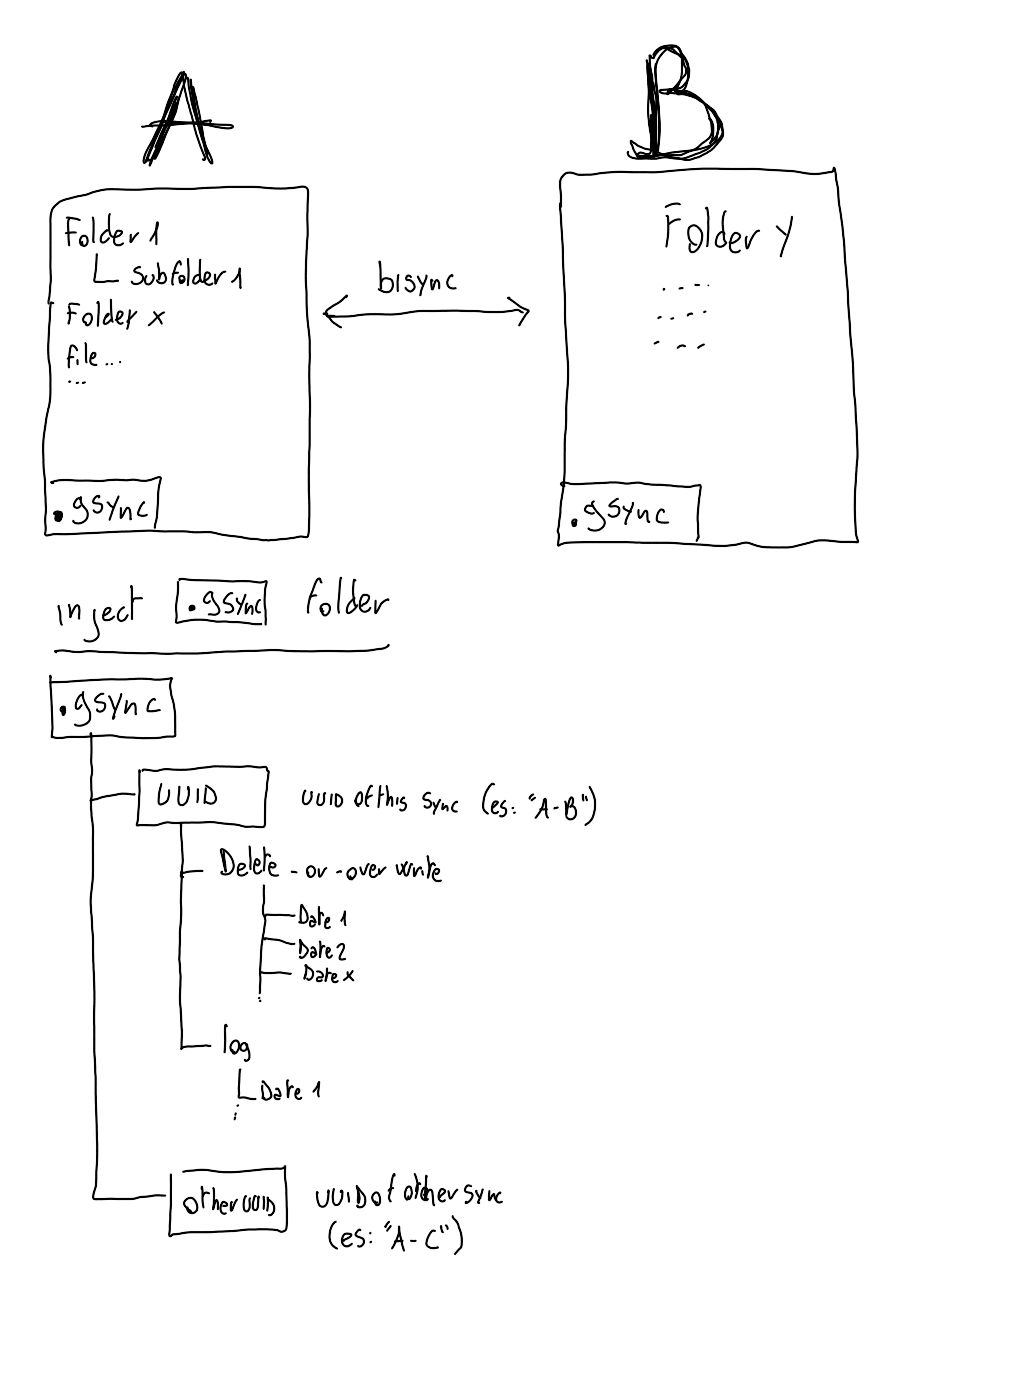 A
B
Folder 1
Subfolder 1
Folder x
file ...
...
.gsync
bisync
Folder y
....
....
...
.gsync
inject .gsync folder
.gsync
UUID
UUID of this sync (es: "A-B")
Delete - or - over write
Date 1
Date 2
Date x
log
Date 1
other UUID
UUID of other sync
(es: "A-C")